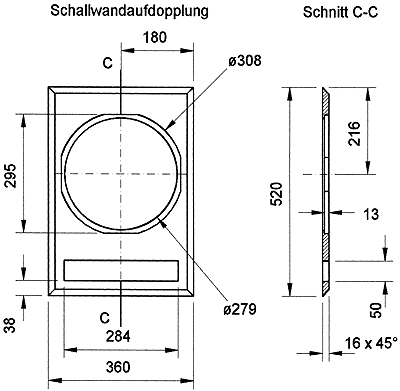 Schallwandaufdopplung
Schnitt C-C
180
C
ø308
295
216
520
13
38
C
ø279
50
284
16 x 45°
360